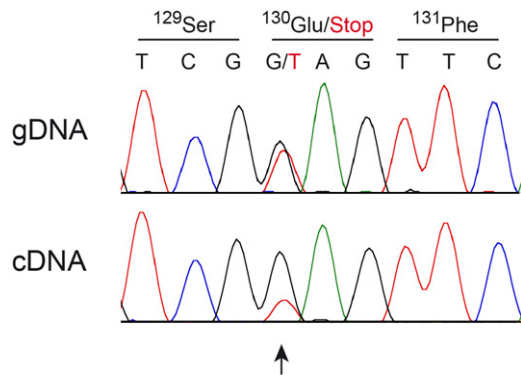 129Ser 130Glu/Stop 131Phe
T C G G/T A G T T C
gDNA
cDNA